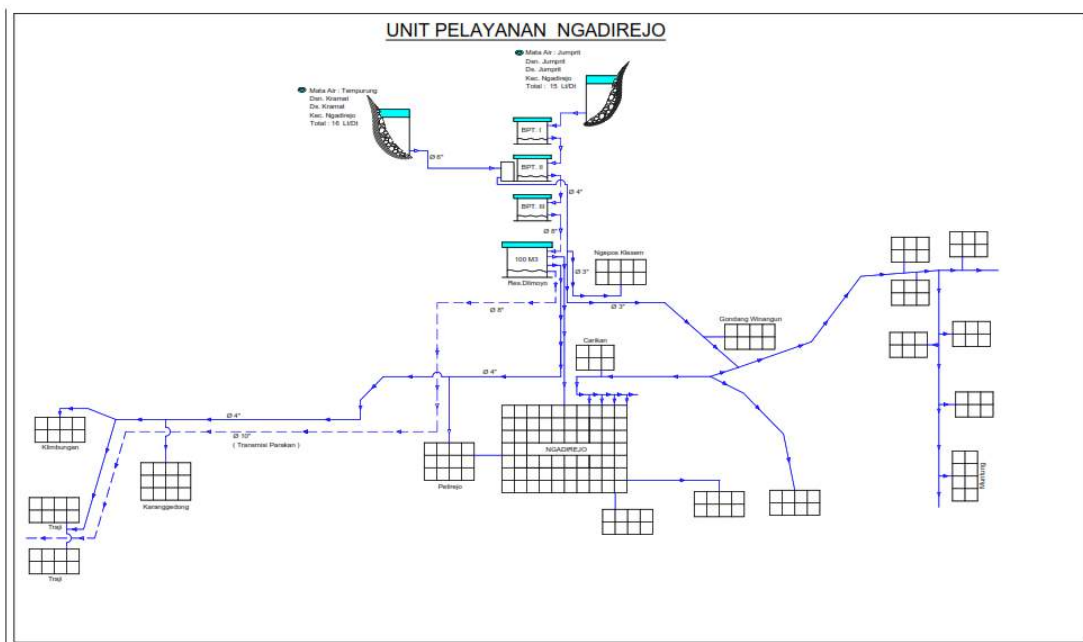 UNIT PELAYANAN NGADIREJO
Mata Air : Jumprit
Dsn. Jumprit
Ds. Jumprit
Kec. Ngadirejo
Total : 15 Lt/Dt
Mata Air : Tempurung
Dsn. Kramat
Ds. Kramat
Kec. Ngadirejo
Total : 16 Lt/Dt
BPT. I
Ø 6"
BPT. II
Ø 4"
BPT. III
Ø 8"
100 M3
Res.Dlimoyo
Ngepos Klesem
Ø 3"
Ø 8"
Ø 3"
Gondang Winangun
Carikan
Ø 4"
Ø 4"
Ø 10"
( Transmisi Parakan )
Klimbungan
NGADIREJO
Petirejo
Karanggedong
Muntung
Traji
Traji